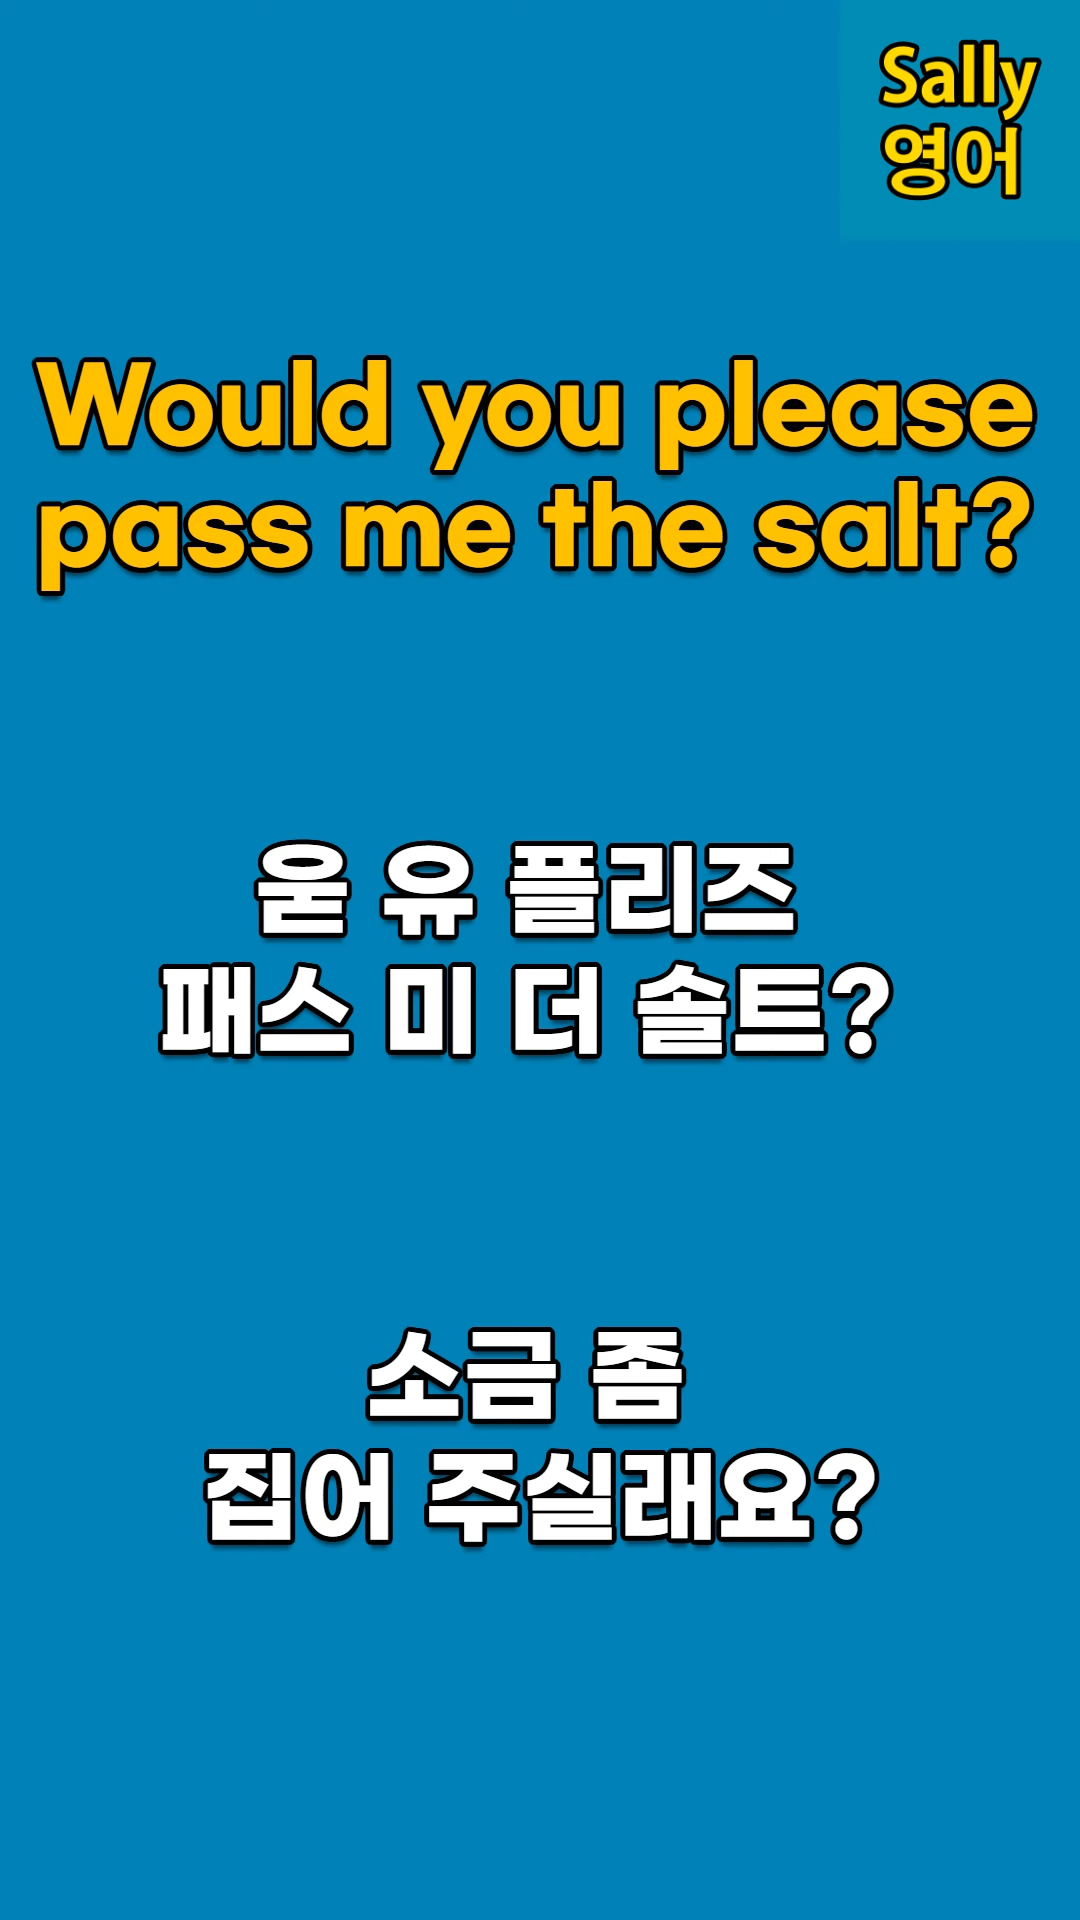 Sally
영어
Would you please
pass me the salt?
욷 유 플리즈
패스 미 더 솔트?
소금 좀
집어 주실래요?